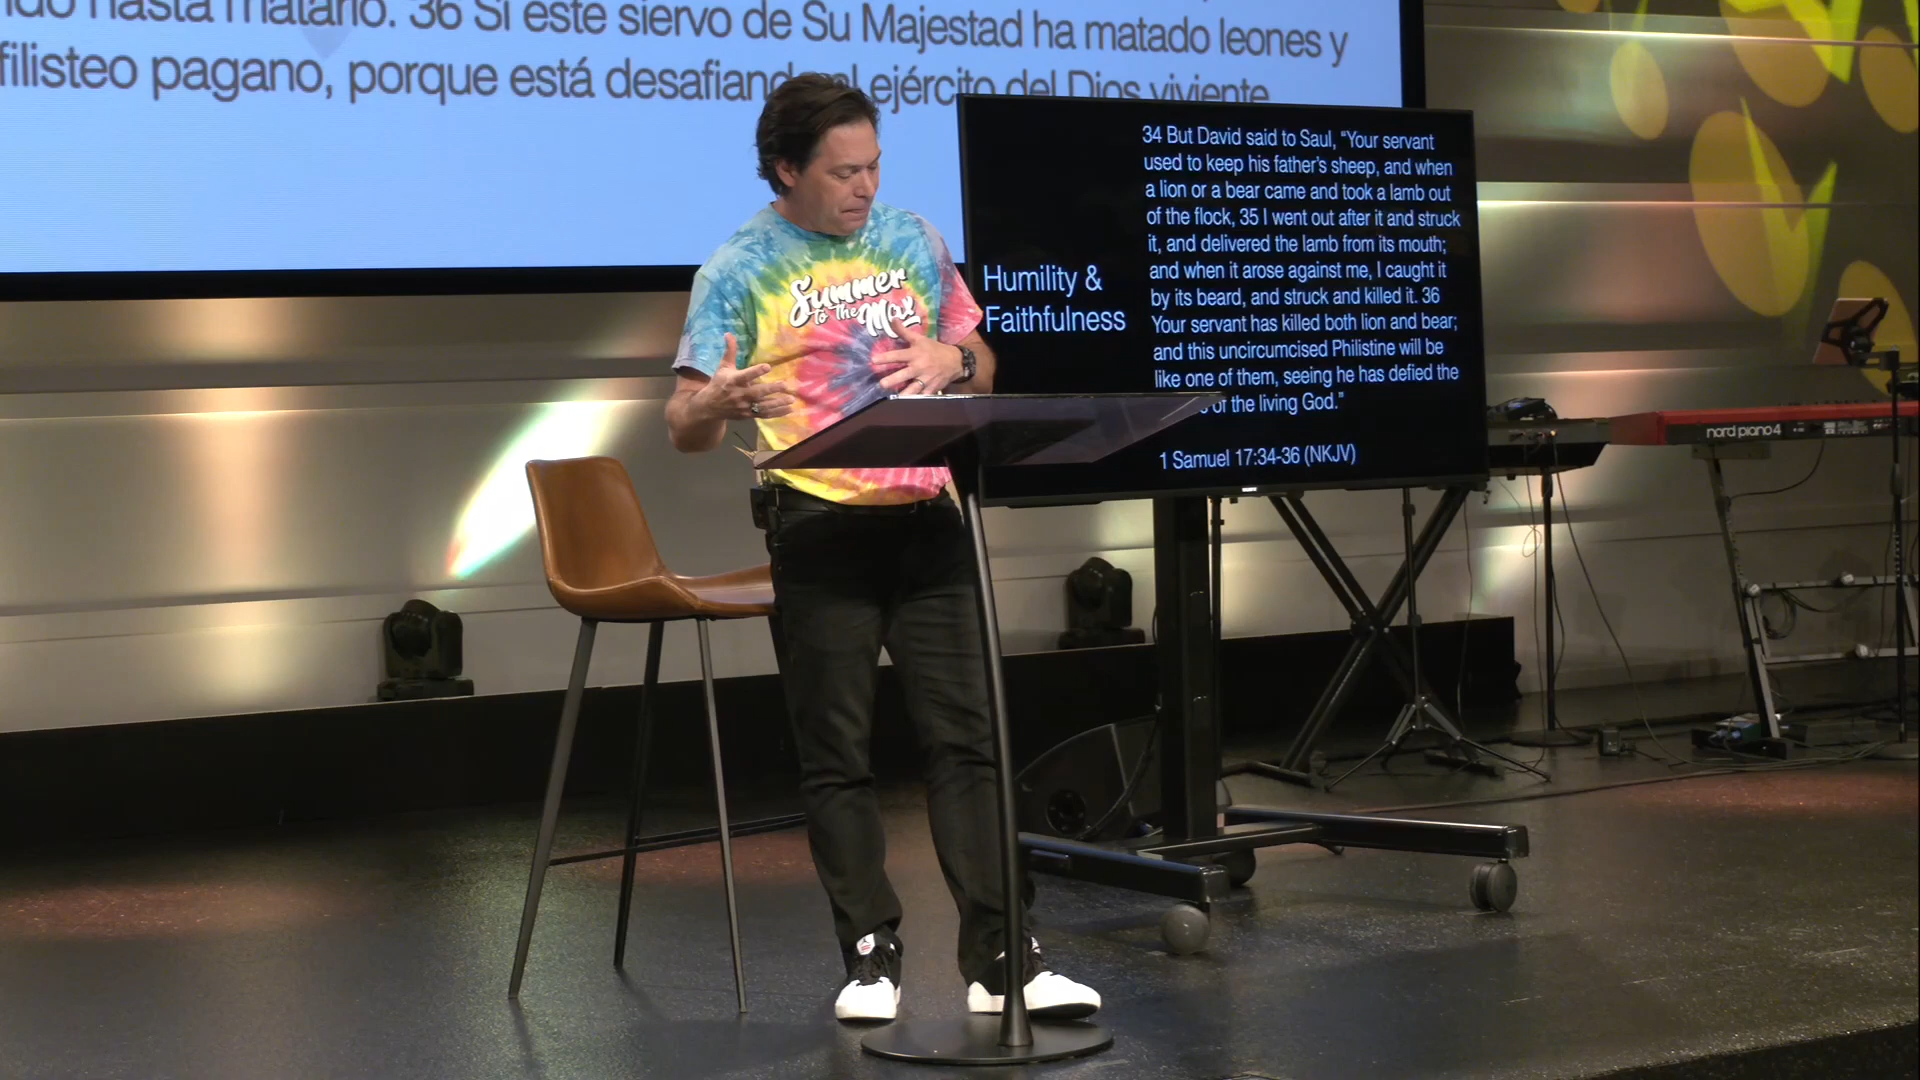 hasta matarlo. 36 Si este siervo de Su Majestad ha matado leones y
filisteo pagano, porque está desafiando al ejército del Dios viviente
34 But David said to Saul, “Your servant
used to keep his father’s sheep, and when
a lion or a bear came and took a lamb out
of the flock, 35 I went out after it and struck
it, and delivered the lamb from its mouth;
and when it arose against me, I caught it
by its beard, and struck and killed it. 36
Your servant has killed both lion and bear;
and this uncircumcised Philistine will be
like one of them, seeing he has defied the
of the living God.”
1 Samuel 17:34-36 (NKJV)
Humility &
Faithfulness
Summer
To The Max
nord piano 4